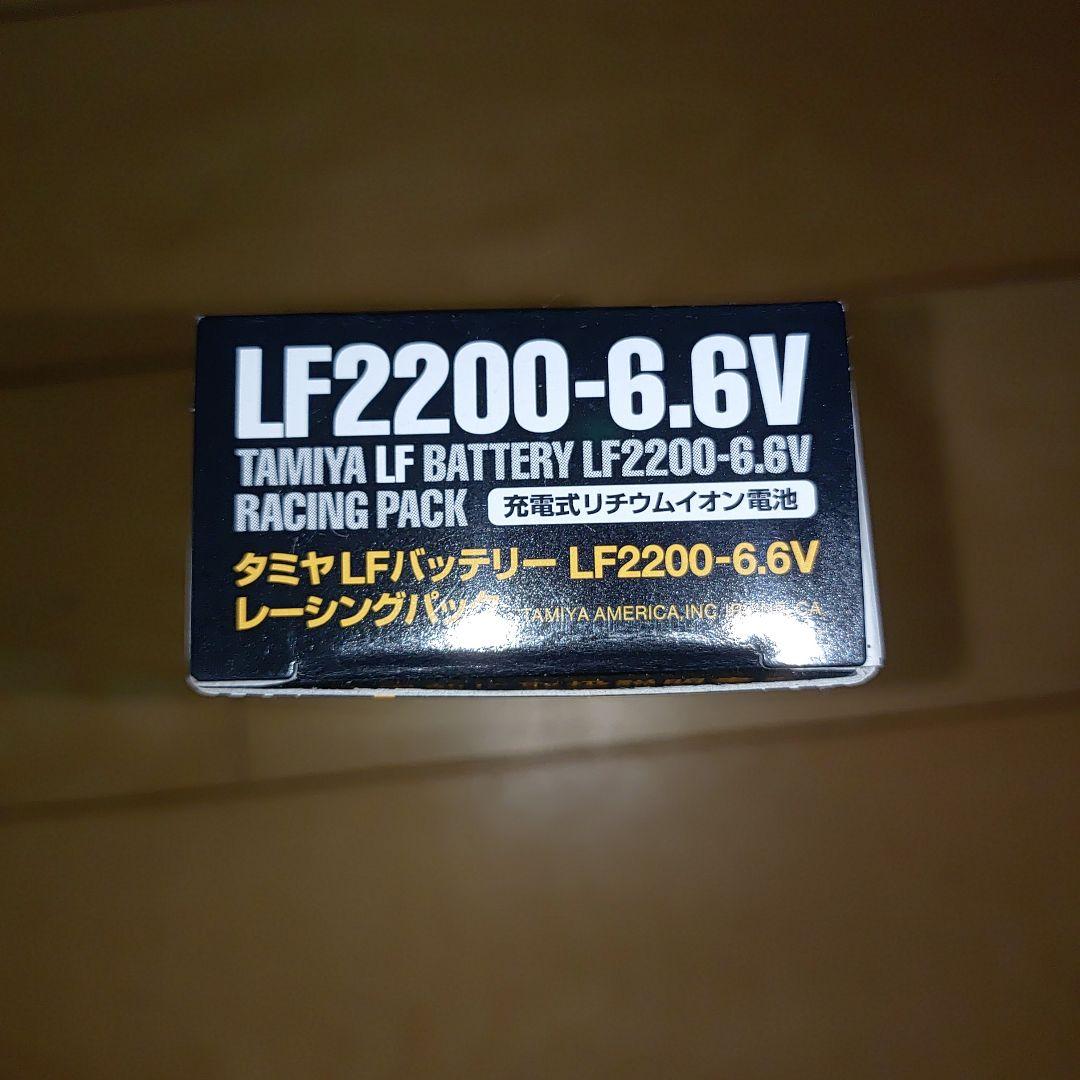 LF2200-6.6V
TAMIYA LF BATTERY LF2200-6.6V
RACING PACK 充電式リチウムイオン電池
タミヤLFバッテリー LF2200-6.6V
レーシングパック TAMIYA AMERICA, INC. CA